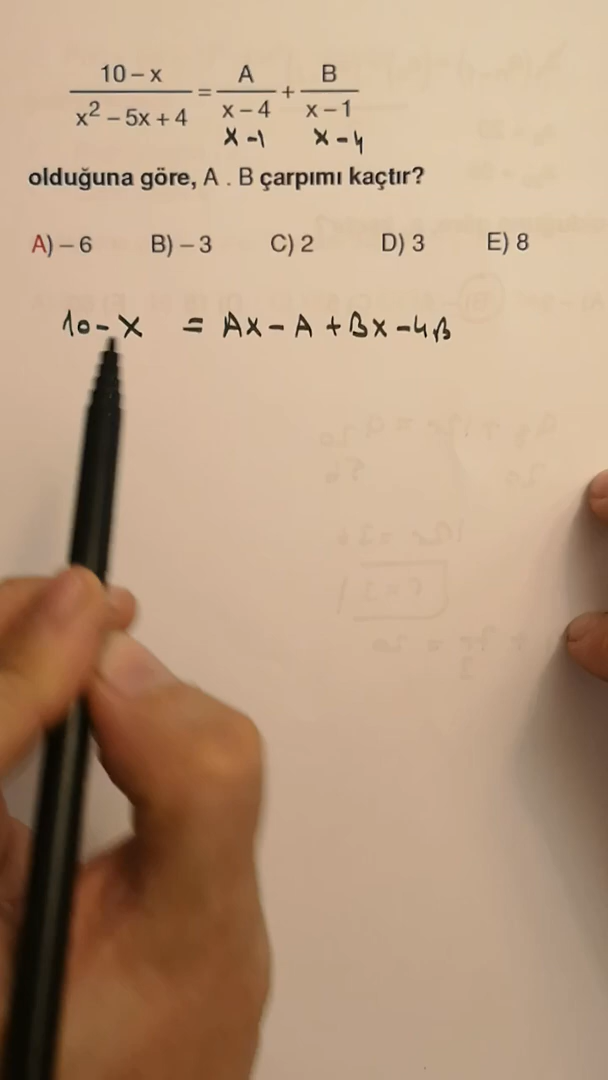 10 – x / x² – 5x + 4 = A / x – 4 + B / x – 1
x – 1 x – 4
olduğuna göre, A . B çarpımı kaçtır?
A) – 6 B) – 3 C) 2 D) 3 E) 8
10 – x = Ax – A + Bx – 4B